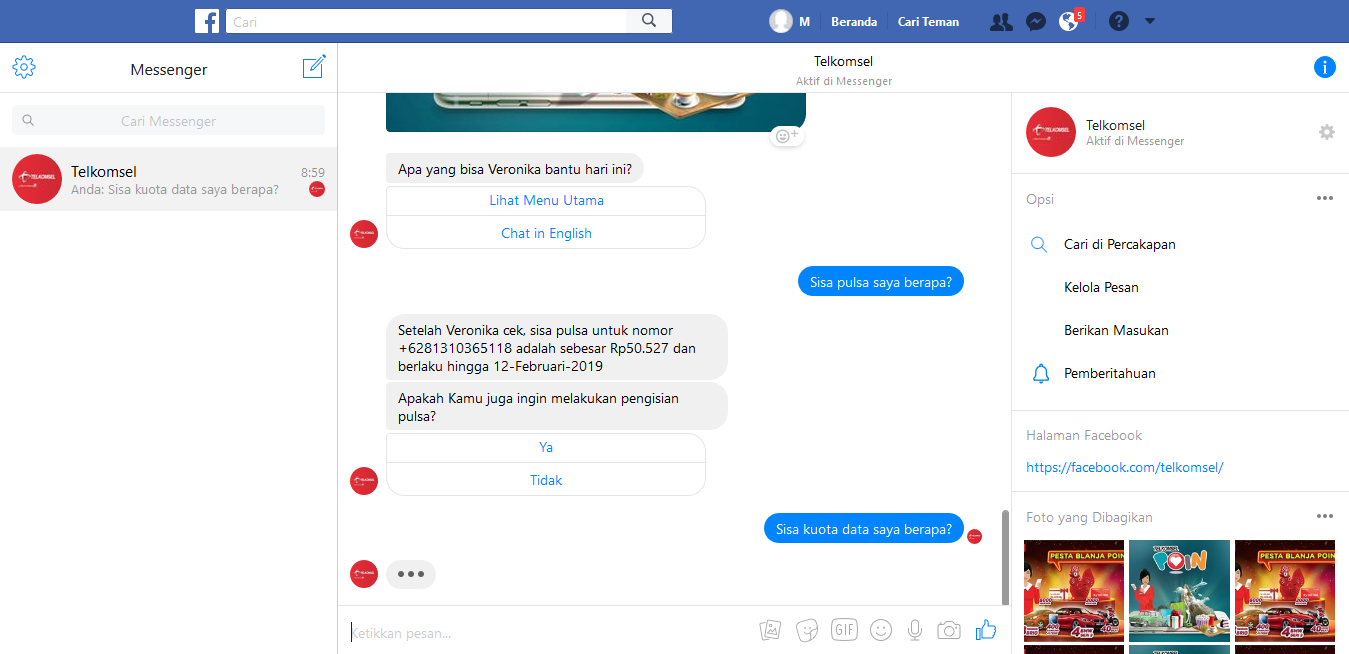 Cari
M
Beranda
Cari Teman
5
?
Messenger
Telkomsel
Aktif di Messenger
Cari Messenger
Telkomsel
8:59
Anda: Sisa kuota data saya berapa?
Apa yang bisa Veronika bantu hari ini?
Lihat Menu Utama
Chat in English
Sisa pulsa saya berapa?
Setelah Veronika cek, sisa pulsa untuk nomor
+6281310365118 adalah sebesar Rp50.527 dan
berlaku hingga 12-Februari-2019
Apakah Kamu juga ingin melakukan pengisian
pulsa?
Ya
Tidak
Sisa kuota data saya berapa?
Ketikkan pesan...
GIF
TELKOMSEL
Telkomsel
Aktif di Messenger
Opsi
Cari di Percakapan
Kelola Pesan
Berikan Masukan
Pemberitahuan
Halaman Facebook
https://facebook.com/telkomsel/
Foto yang Dibagikan
PESTA BLANJA POIN
TELKOMSEL
POIN
PESTA BLANJA POIN